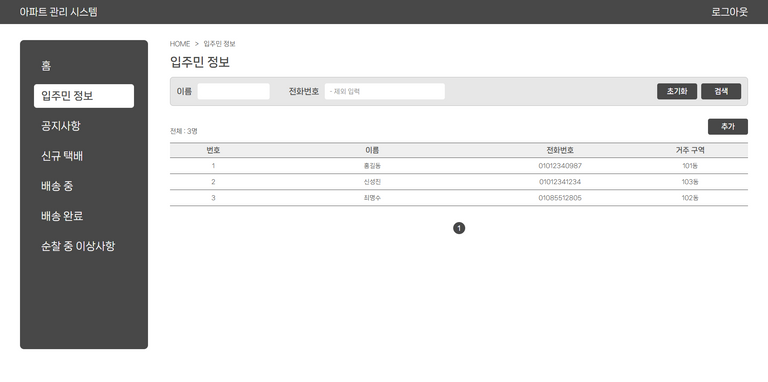 아파트 관리 시스템
로그아웃
홈
입주민 정보
공지사항
신규 택배
배송 중
배송 완료
순찰 중 이상사항
HOME > 입주민 정보
입주민 정보
이름 전화번호 - 제외 입력 초기화 검색
전체 : 3명 추가
번호 이름 전화번호 거주 구역
1 홍길동 01012340987 101동
2 신성진 01012341234 103동
3 최명수 01085512805 102동
1